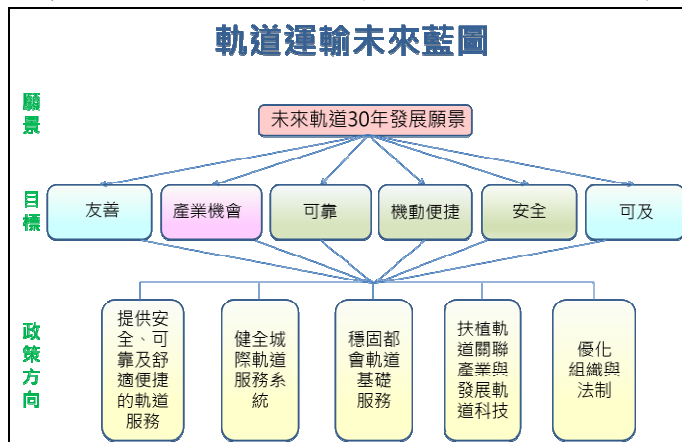 軌道運輸未來藍圖
願景
未來軌道30年發展願景
目標
友善
產業機會
可靠
機動便捷
安全
可及
政策方向
提供安
全、可
靠及舒
適便捷
的軌道
服務
健全城
際軌道
服務系
統
穩固都
會軌道
基礎
服務
扶植軌
道關聯
產業與
發展軌
道科技
優化
組織與
法制